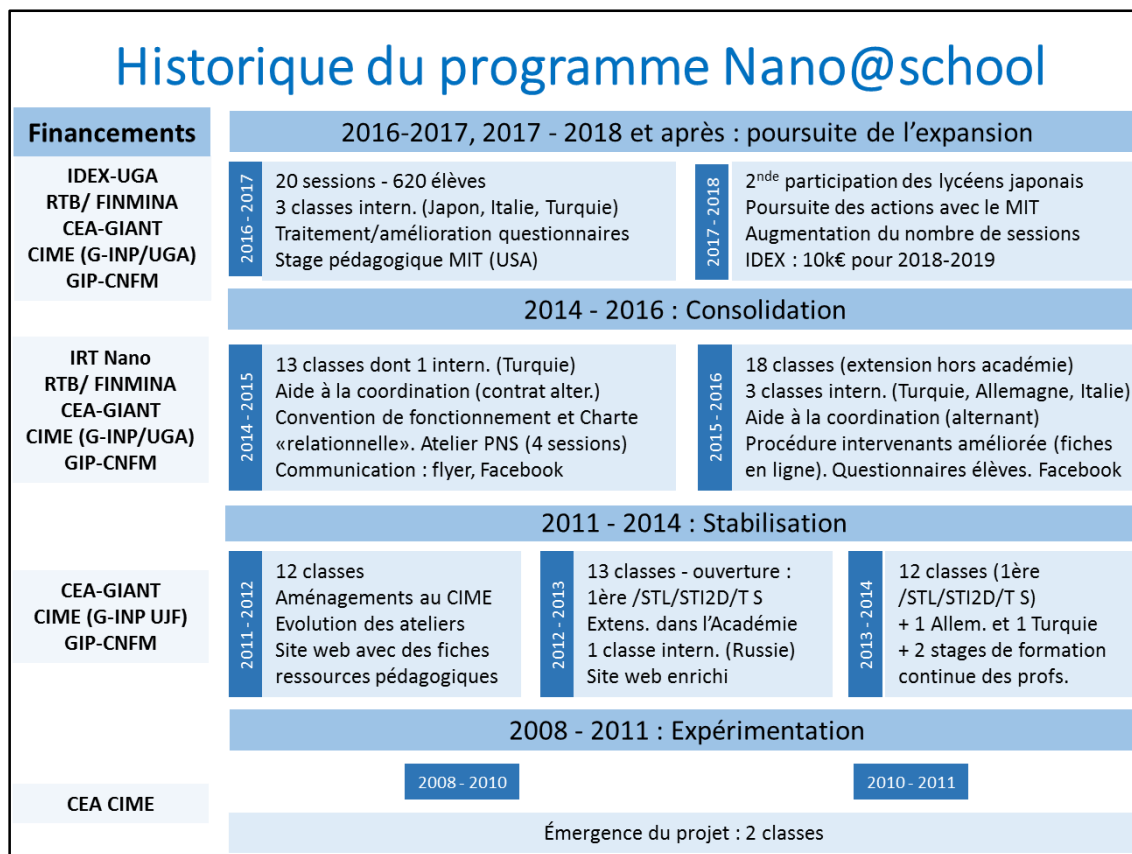 Historique du programme Nano@school
Financements
2016-2017, 2017 - 2018 et après : poursuite de l'expansion
IDEX-UGA
RTB/ FINMINA
CEA-GIANT
CIME (G-INP/UGA)
GIP-CNFM
2016 - 2017
20 sessions - 620 élèves
3 classes intern. (Japon, Italie, Turquie)
Traitement/amélioration questionnaires
Stage pédagogique MIT (USA)
2017 - 2018
2nde participation des lycéens japonais
Poursuite des actions avec le MIT
Augmentation du nombre de sessions
IDEX : 10k€ pour 2018-2019
2014 - 2016 : Consolidation
IRT Nano
RTB/ FINMINA
CEA-GIANT
CIME (G-INP/UGA)
GIP-CNFM
2014 - 2015
13 classes dont 1 intern. (Turquie)
Aide à la coordination (contrat alter.)
Convention de fonctionnement et Charte
«relationnelle». Atelier PNS (4 sessions)
Communication : flyer, Facebook
2015 - 2016
18 classes (extension hors académie)
3 classes intern. (Turquie, Allemagne, Italie)
Aide à la coordination (alternant)
Procédure intervenants améliorée (fiches
en ligne). Questionnaires élèves. Facebook
2011 - 2014 : Stabilisation
CEA-GIANT
CIME (G-INP UJF)
GIP-CNFM
2011 - 2012
12 classes
Aménagements au CIME
Evolution des ateliers
Site web avec des fiches
ressources pédagogiques
2012 - 2013
13 classes - ouverture :
1ère /STL/STI2D/T S
Extens. dans l'Académie
1 classe intern. (Russie)
Site web enrichi
2013 - 2014
12 classes (1ère
/STL/STI2D/T S)
+ 1 Allem. et 1 Turquie
+ 2 stages de formation
continue des profs.
2008 - 2011 : Expérimentation
2008 - 2010
2010 - 2011
CEA CIME
Émergence du projet : 2 classes